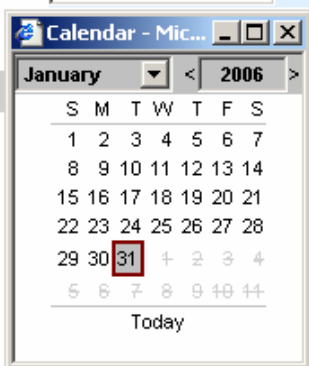 Calendar - Mic...
January < 2006 >
S M T W T F S
1 2 3 4 5 6 7
8 9 10 11 12 13 14
15 16 17 18 19 20 21
22 23 24 25 26 27 28
29 30 31 1 2 3 4
5 6 7 8 9 10 11
Today